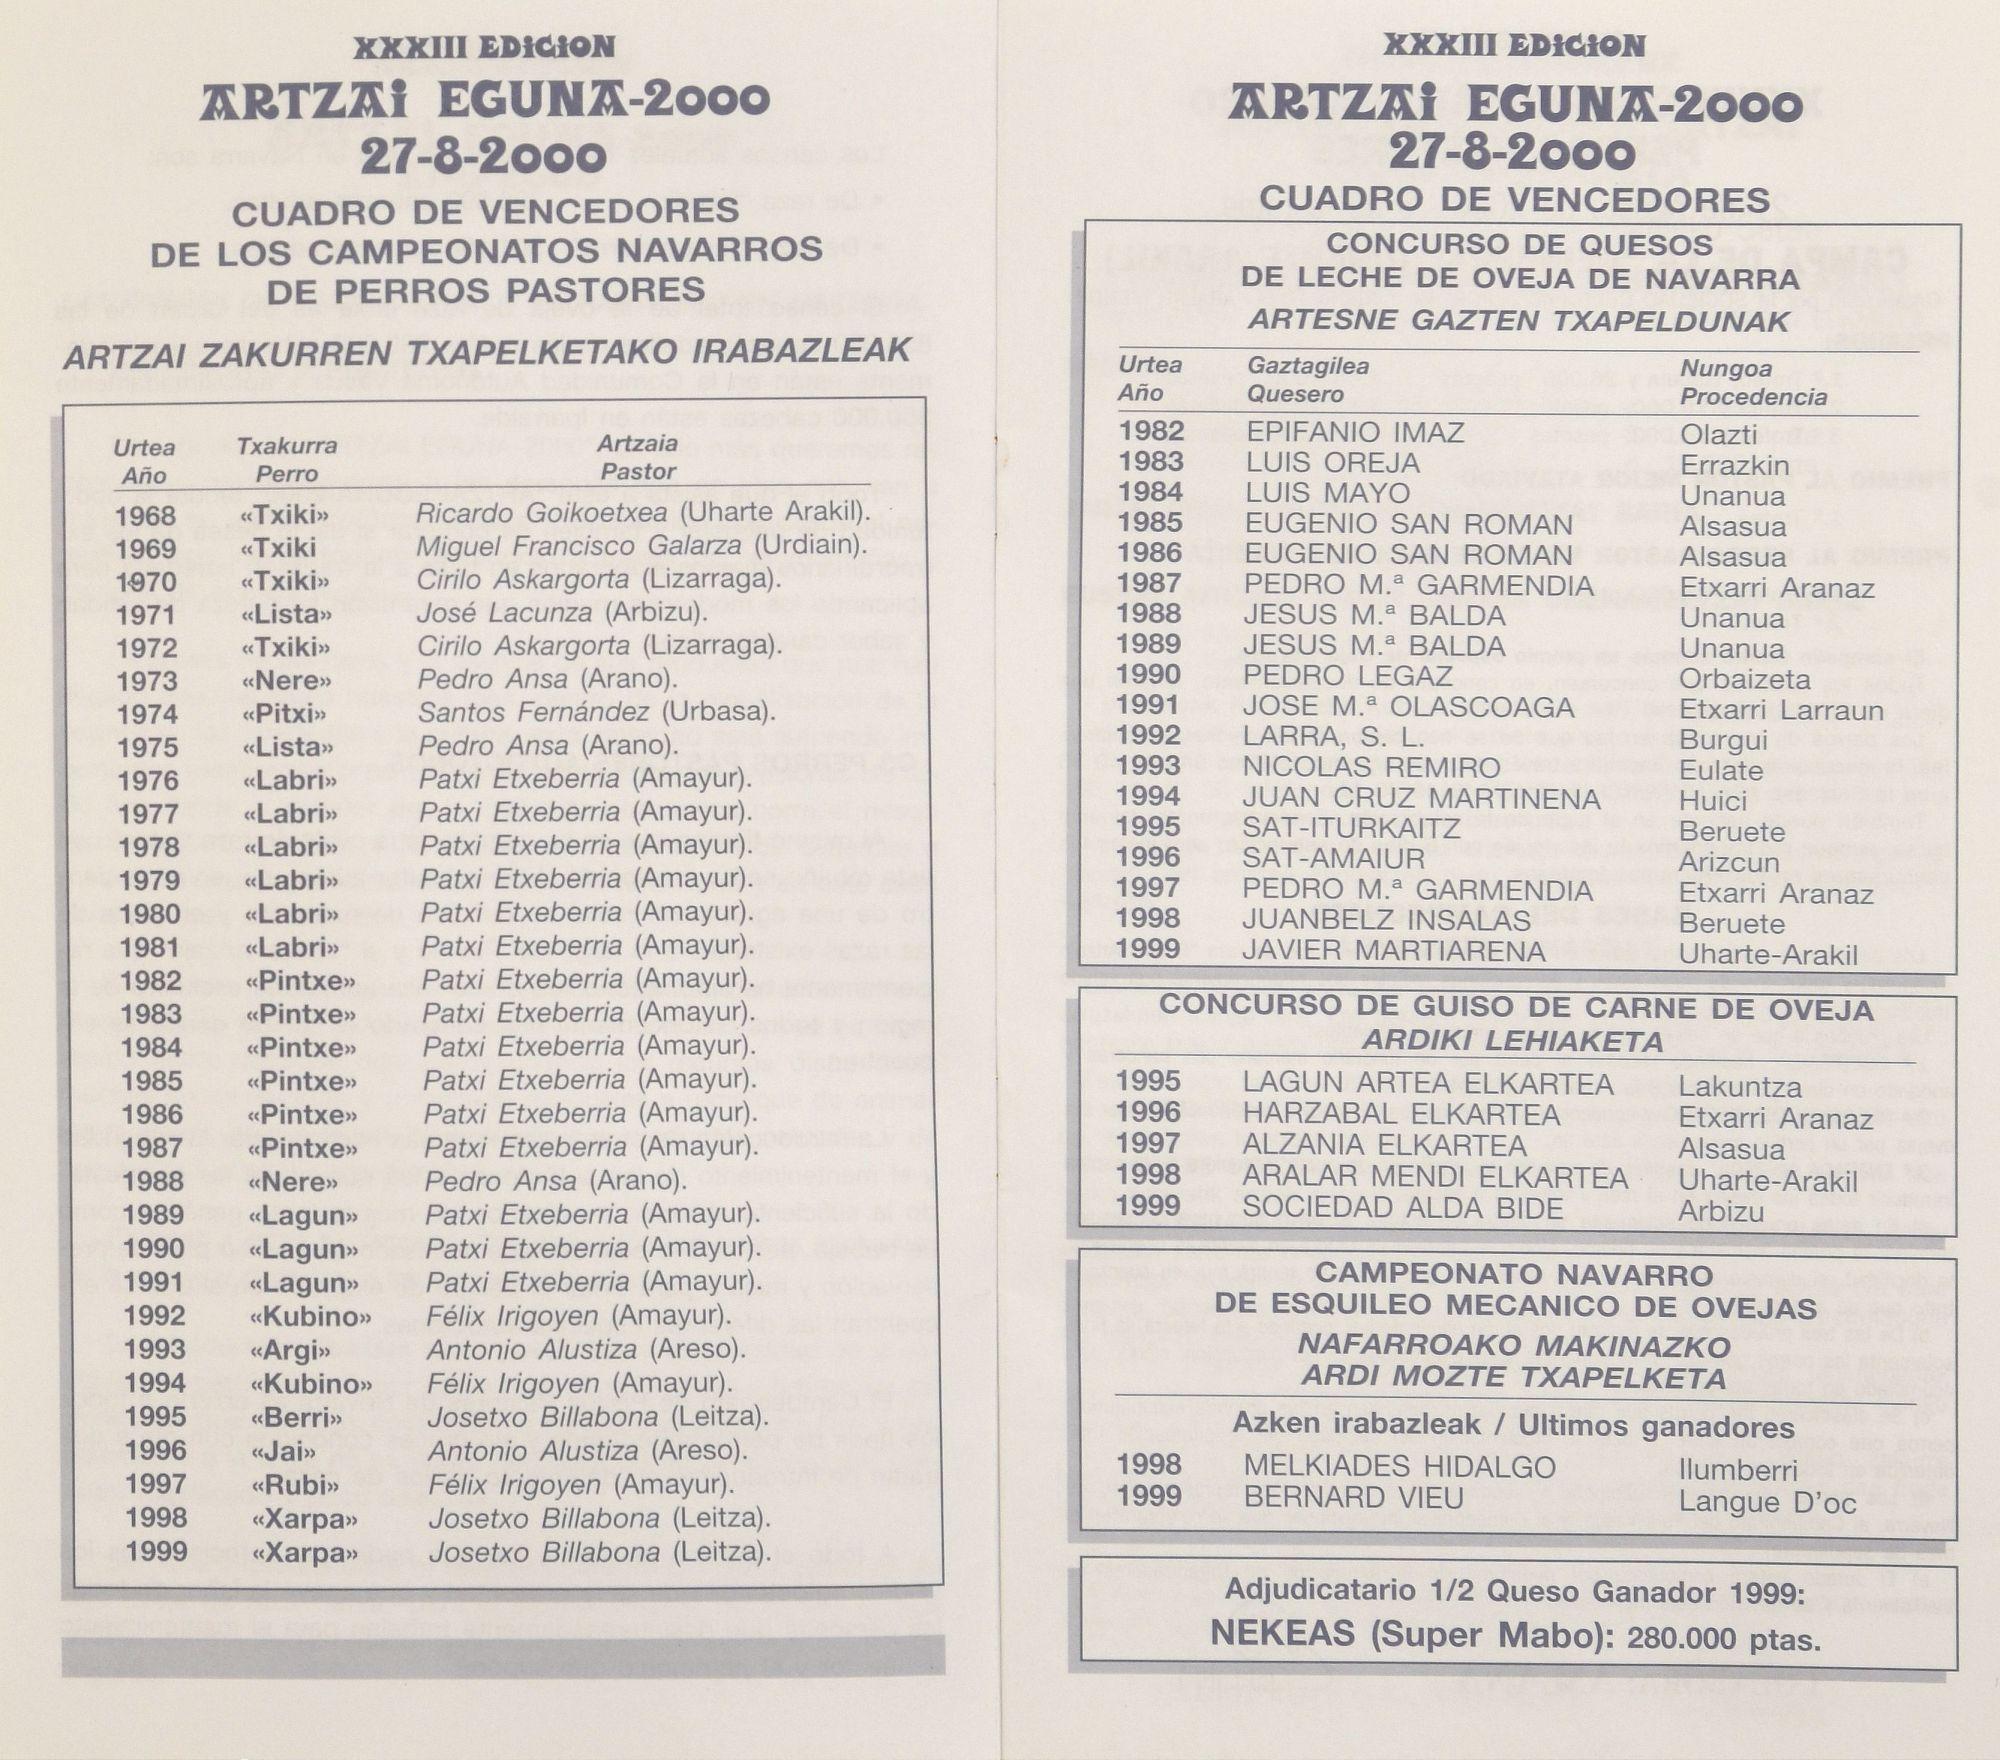 XXXIII EDICION
ARTZAI EGUNA-2000
27-8-2000
CUADRO DE VENCEDORES
DE LOS CAMPEONATOS NAVARROS
DE PERROS PASTORES
ARTZAI ZAKURREN TXAPELKETAKO IRABAZLEAK
Urtea Txakurra Artzaia
Año Perro Pastor
1968 «Txiki» Ricardo Goikoetxea (Uharte Arakil).
1969 «Txiki Miguel Francisco Galarza (Urdiain).
1970 «Txiki» Cirilo Askargorta (Lizarraga).
1971 «Lista» José Lacunza (Arbizu).
1972 «Txiki» Cirilo Askargorta (Lizarraga).
1973 «Nere» Pedro Ansa (Arano).
1974 «Pitxi» Santos Fernández (Urbasa).
1975 «Lista» Pedro Ansa (Arano).
1976 «Labri» Patxi Etxeberria (Amayur).
1977 «Labri» Patxi Etxeberria (Amayur).
1978 «Labri» Patxi Etxeberria (Amayur).
1979 «Labri» Patxi Etxeberria (Amayur).
1980 «Labri» Patxi Etxeberria (Amayur).
1981 «Labri» Patxi Etxeberria (Amayur).
1982 «Pintxe» Patxi Etxeberria (Amayur).
1983 «Pintxe» Patxi Etxeberria (Amayur).
1984 «Pintxe» Patxi Etxeberria (Amayur).
1985 «Pintxe» Patxi Etxeberria (Amayur).
1986 «Pintxe» Patxi Etxeberria (Amayur).
1987 «Pintxe» Patxi Etxeberria (Amayur).
1988 «Nere» Pedro Ansa (Arano).
1989 «Lagun» Patxi Etxeberria (Amayur).
1990 «Lagun» Patxi Etxeberria (Amayur).
1991 «Lagun» Patxi Etxeberria (Amayur).
1992 «Kubino» Félix Irigoyen (Amayur).
1993 «Argi» Antonio Alustiza (Areso).
1994 «Kubino» Félix Irigoyen (Amayur).
1995 «Berri» Josetxo Billabona (Leitza).
1996 «Jai» Antonio Alustiza (Areso).
1997 «Rubi» Félix Irigoyen (Amayur).
1998 «Xarpa» Josetxo Billabona (Leitza).
1999 «Xarpa» Josetxo Billabona (Leitza).
XXXIII EDICION
ARTZAI EGUNA-2000
27-8-2000
CUADRO DE VENCEDORES
CONCURSO DE QUESOS
DE LECHE DE OVEJA DE NAVARRA
ARTESNE GAZTEN TXAPELDUNAK
Urtea Gaztagilea Nungoa
Año Quesero Procedencia
1982 EPIFANIO IMAZ Olazti
1983 LUIS OREJA Errazkin
1984 LUIS MAYO Unanua
1985 EUGENIO SAN ROMAN Alsasua
1986 EUGENIO SAN ROMAN Alsasua
1987 PEDRO M.ª GARMENDIA Etxarri Aranaz
1988 JESUS M.ª BALDA Unanua
1989 JESUS M.ª BALDA Unanua
1990 PEDRO LEGAZ Orbaizeta
1991 JOSE M.ª OLASCOAGA Etxarri Larraun
1992 LARRA, S. L. Burgui
1993 NICOLAS REMIRO Eulate
1994 JUAN CRUZ MARTINENA Huici
1995 SAT-ITURKAITZ Beruete
1996 SAT-AMAIUR Arizcun
1997 PEDRO M.ª GARMENDIA Etxarri Aranaz
1998 JUANBELZ INSALAS Beruete
1999 JAVIER MARTIARENA Uharte-Arakil
CONCURSO DE GUISO DE CARNE DE OVEJA
ARDIKI LEHIAKETA
1995 LAGUN ARTEA ELKARTEA Lakuntza
1996 HARZABAL ELKARTEA Etxarri Aranaz
1997 ALZANIA ELKARTEA Alsasua
1998 ARALAR MENDI ELKARTEA Uharte-Arakil
1999 SOCIEDAD ALDA BIDE Arbizu
CAMPEONATO NAVARRO
DE ESQUILEO MECANICO DE OVEJAS
NAFARROAKO MAKINAZKO
ARDI MOZTE TXAPELKETA
Azken irabazleak / Ultimos ganadores
1998 MELKIADES HIDALGO Ilumberri
1999 BERNARD VIEU Langue D'oc
Adjudicatario 1/2 Queso Ganador 1999:
NEKEAS (Super Mabo): 280.000 ptas.